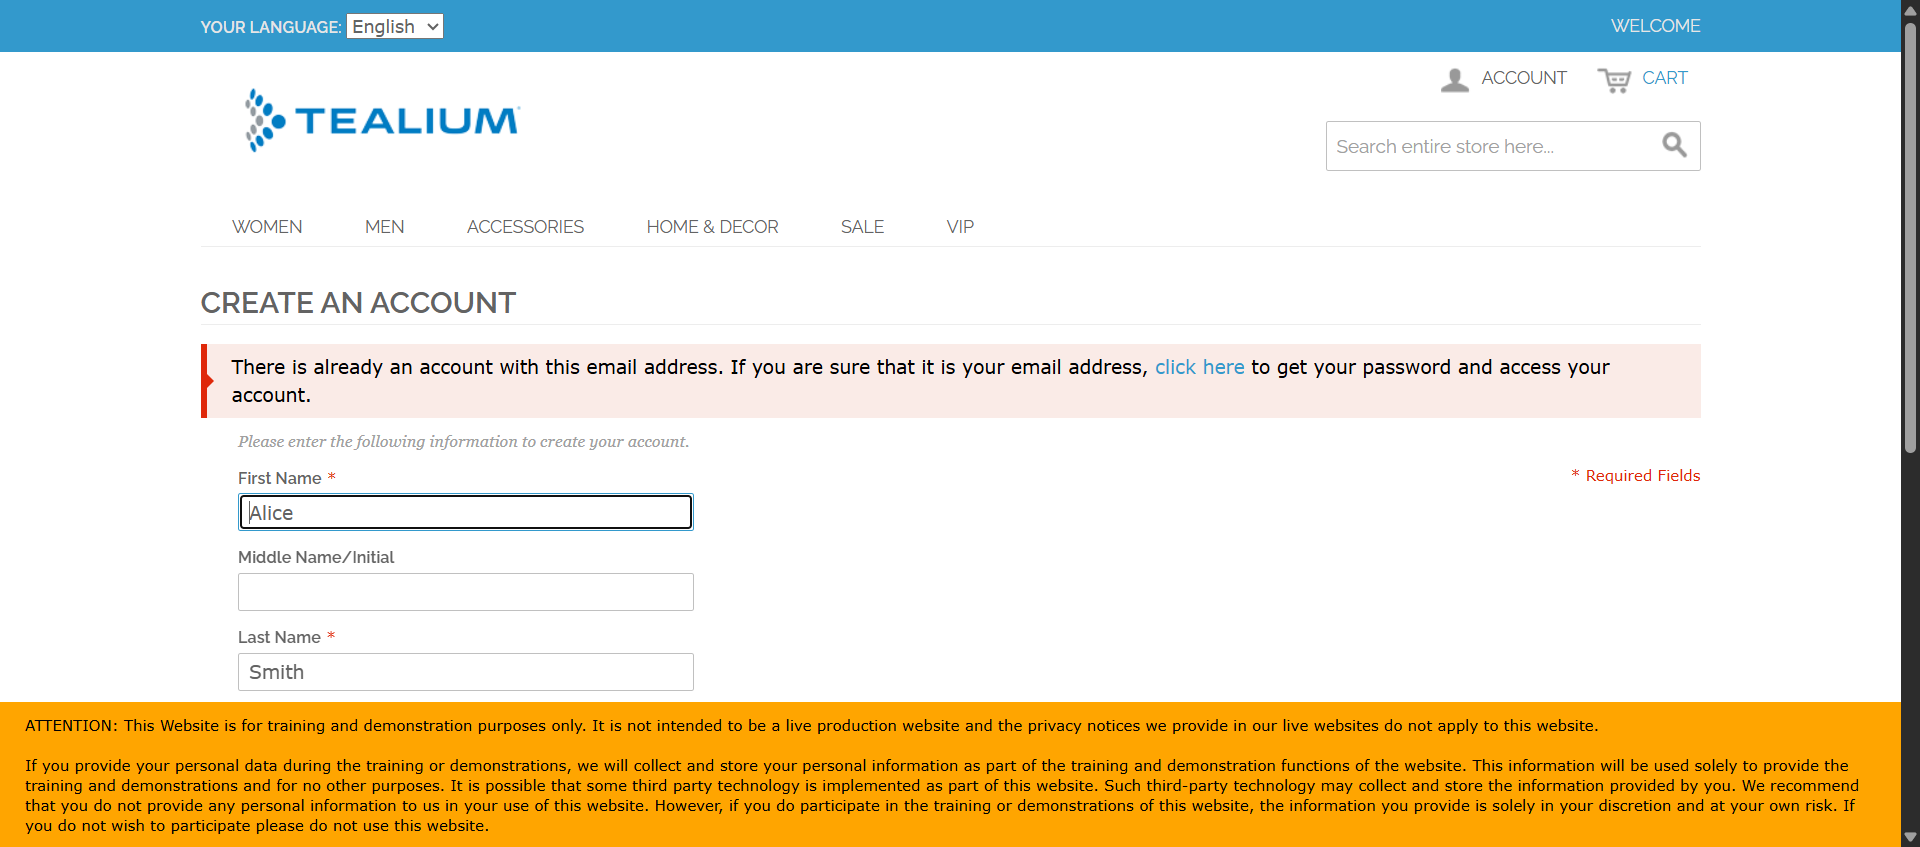 YOUR LANGUAGE: English
WELCOME
TEALIUM
ACCOUNT
CART
Search entire store here...
WOMEN
MEN
ACCESSORIES
HOME & DECOR
SALE
VIP
CREATE AN ACCOUNT
There is already an account with this email address. If you are sure that it is your email address, click here to get your password and access your
account.
Please enter the following information to create your account.
First Name *
* Required Fields
Alice
Middle Name/Initial
Last Name *
Smith
ATTENTION: This Website is for training and demonstration purposes only. It is not intended to be a live production website and the privacy notices we provide in our live websites do not apply to this website.
If you provide your personal data during the training or demonstrations, we will collect and store your personal information as part of the training and demonstration functions of the website. This information will be used solely to provide the
training and demonstrations and for no other purposes. It is possible that some third party technology is implemented as part of this website. Such third-party technology may collect and store the information provided by you. We recommend
that you do not provide any personal information to us in your use of this website. However, if you do participate in the training or demonstrations of this website, the information you provide is solely in your discretion and at your own risk. If
you do not wish to participate please do not use this website.